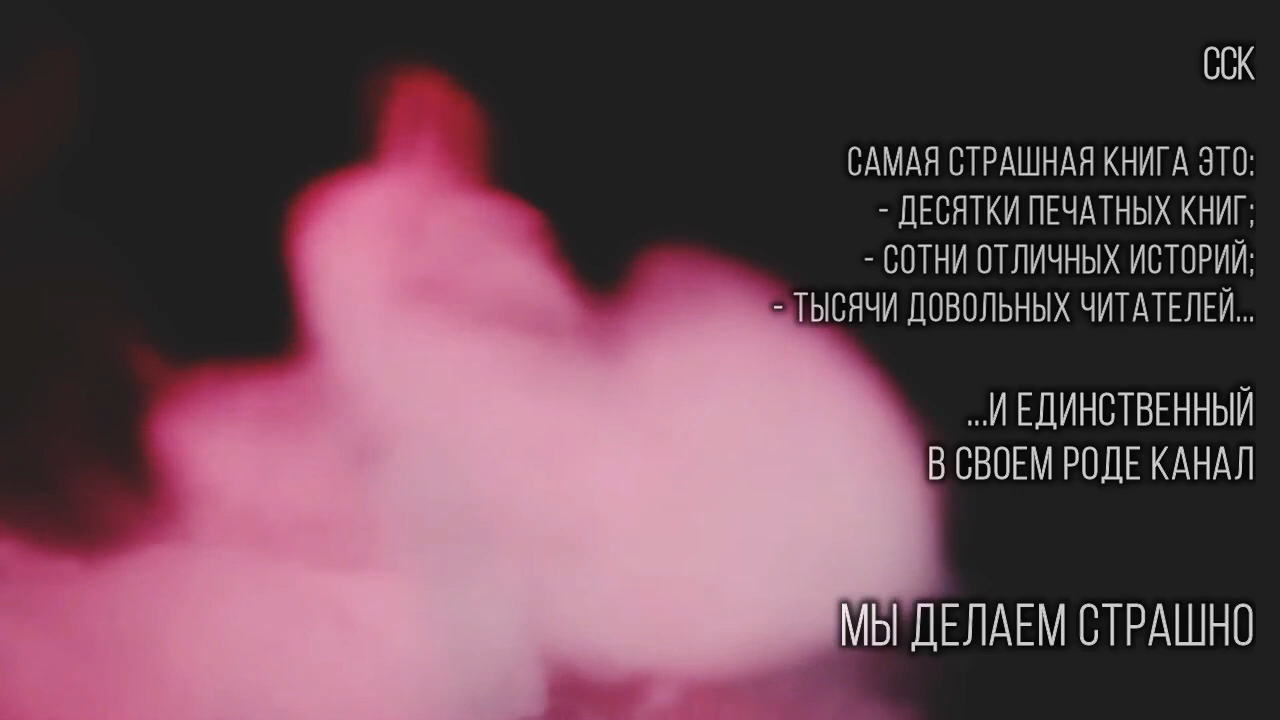 ССК
САМАЯ СТРАШНАЯ КНИГА ЭТО:
- ДЕСЯТКИ ПЕЧАТНЫХ КНИГ;
- СОТНИ ОТЛИЧНЫХ ИСТОРИЙ;
- ТЫСЯЧИ ДОВОЛЬНЫХ ЧИТАТЕЛЕЙ...
...И ЕДИНСТВЕННЫЙ
В СВОЕМ РОДЕ КАНАЛ
МЫ ДЕЛАЕМ СТРАШНО